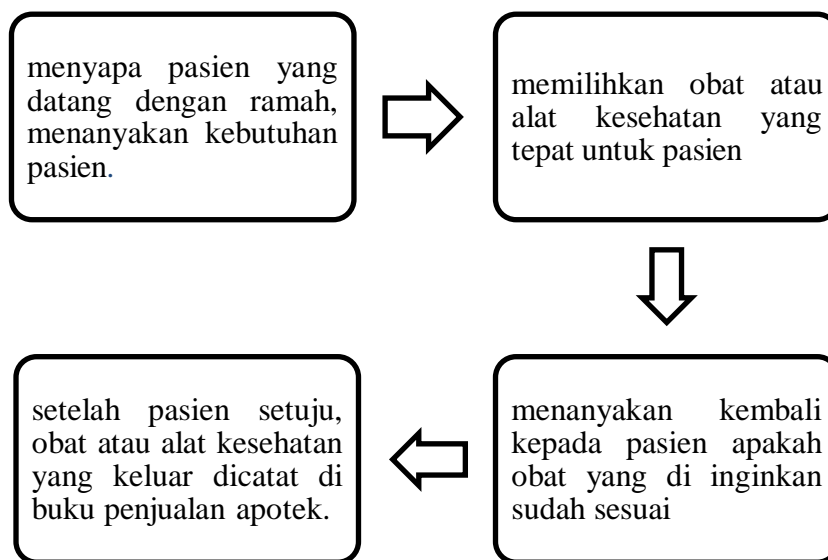 menyapa pasien yang
datang dengan ramah,
menanyakan kebutuhan
pasien.
memilihkan obat atau
alat kesehatan yang
tepat untuk pasien
menanyakan kembali
kepada pasien apakah
obat yang di inginkan
sudah sesuai
setelah pasien setuju,
obat atau alat kesehatan
yang keluar dicatat di
buku penjualan apotek.